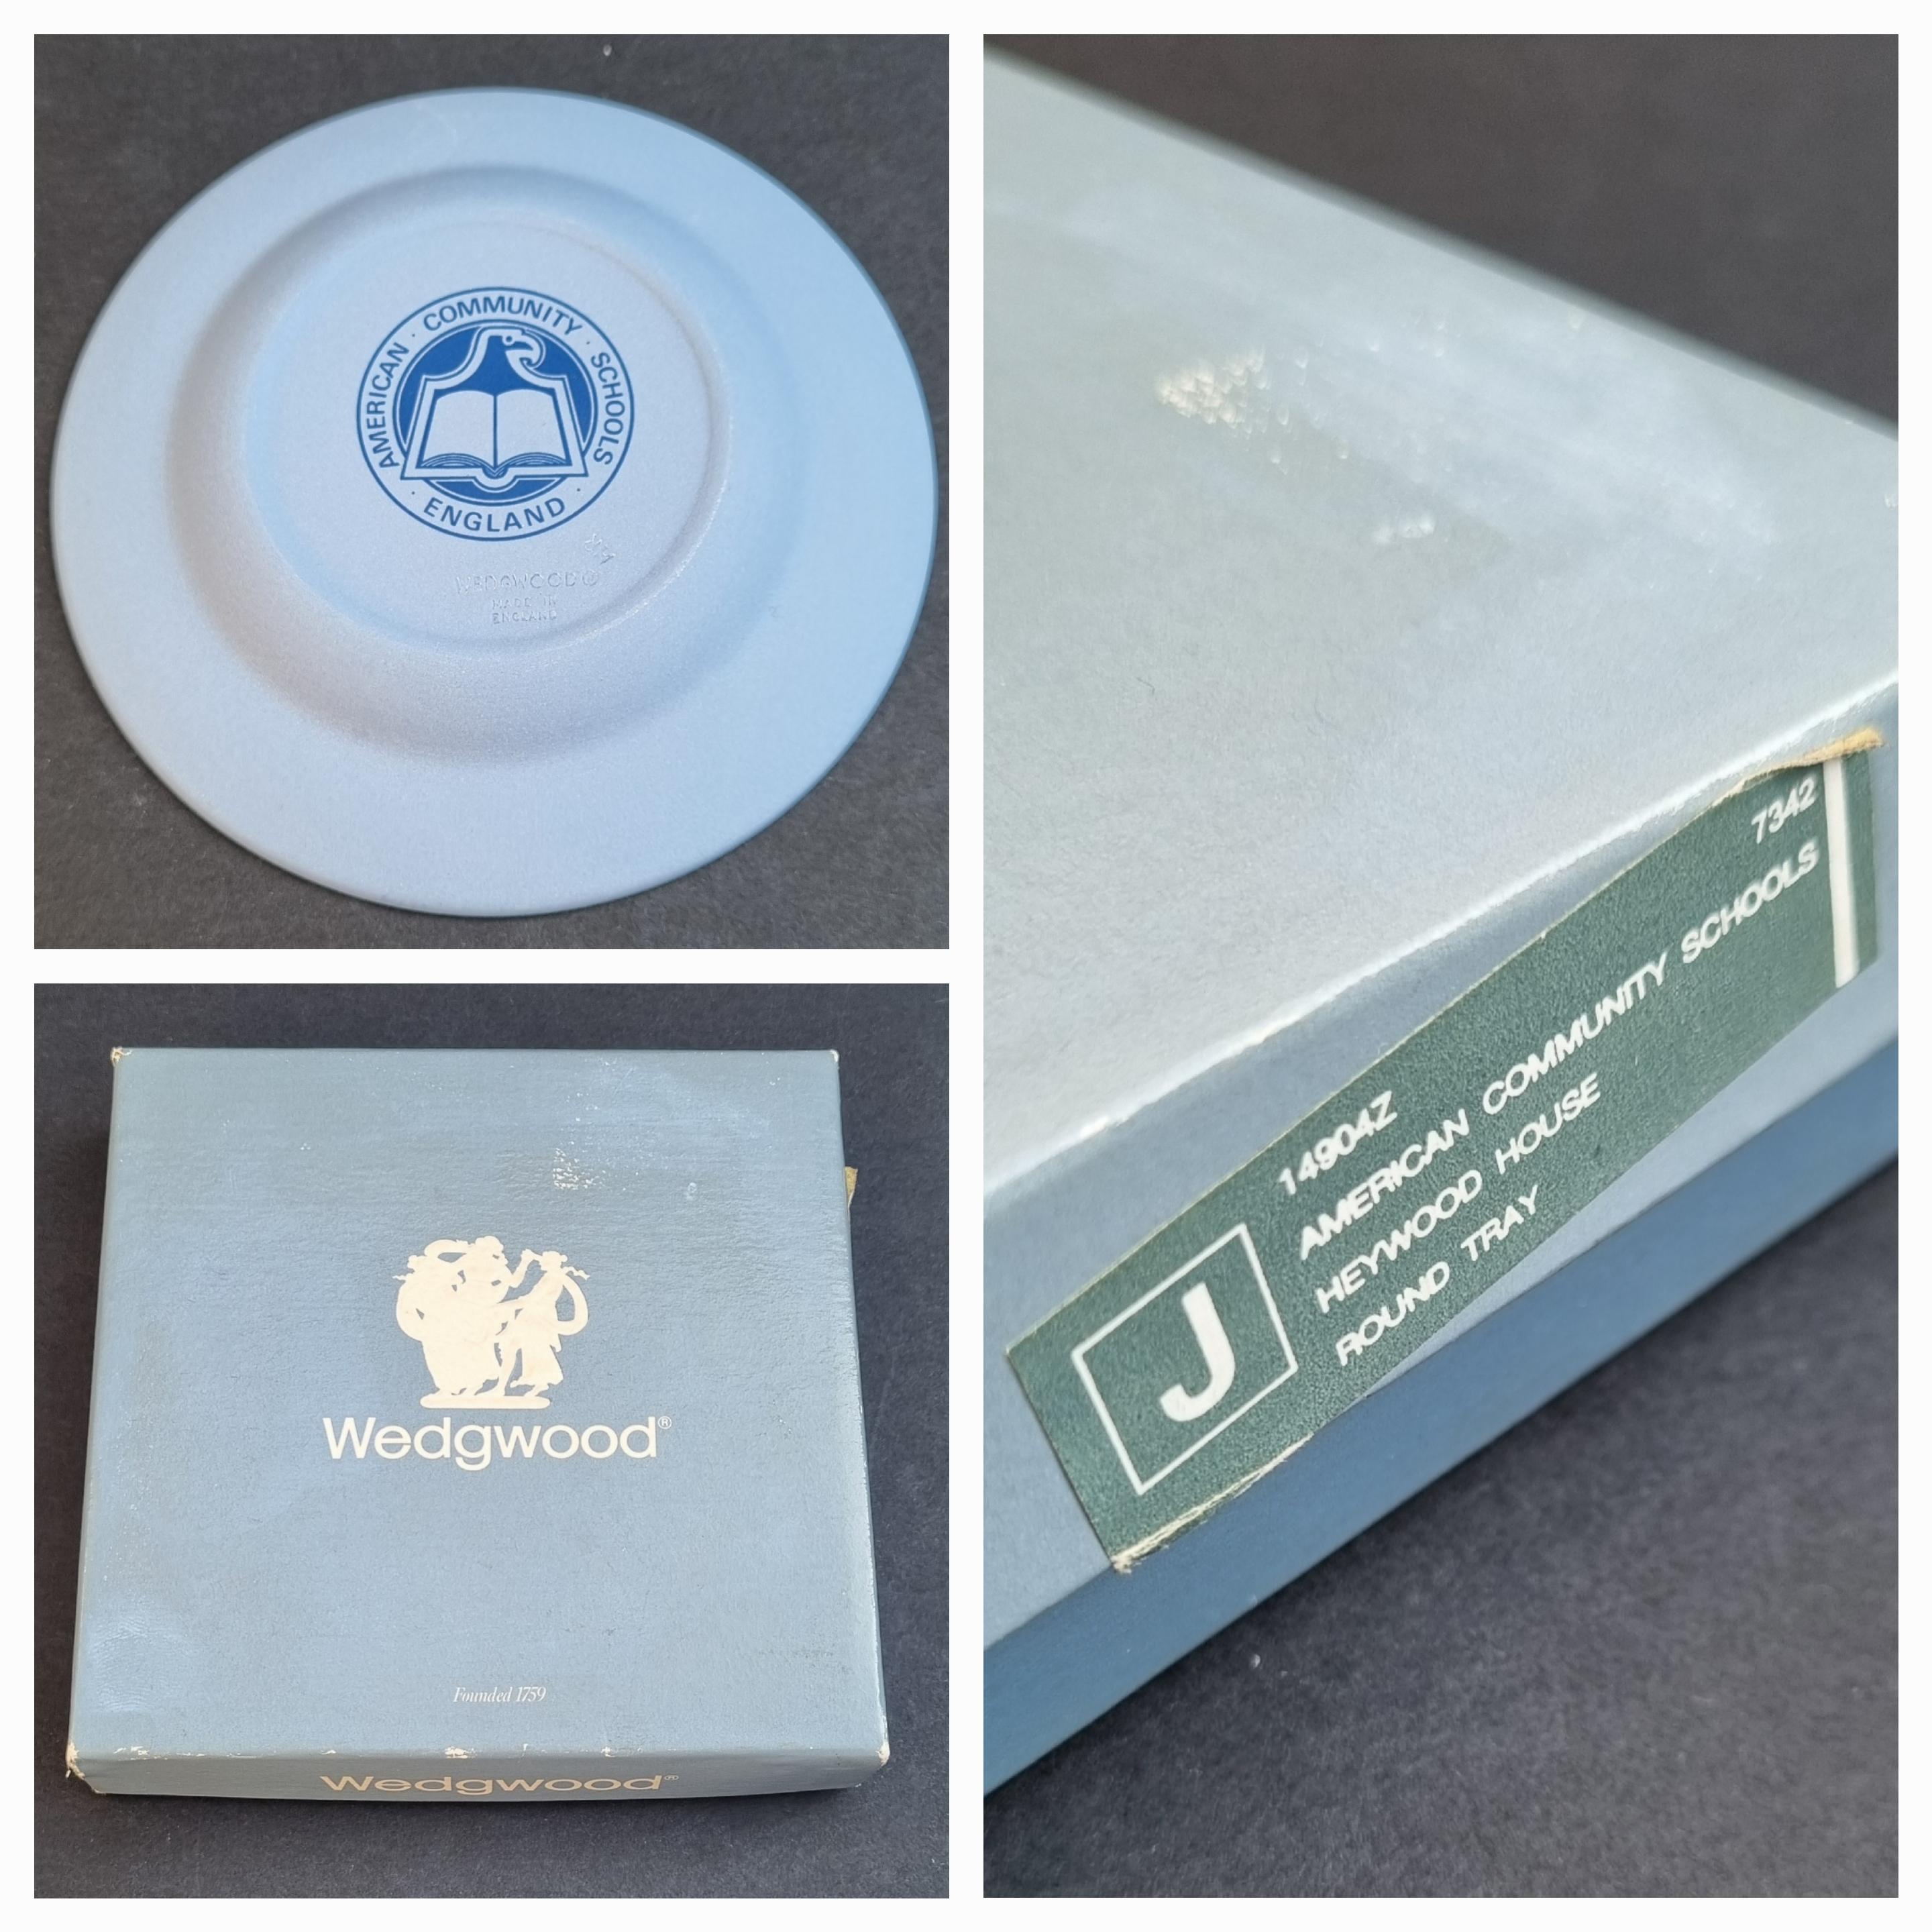 AMERICAN · COMMUNITY · SCHOOLS
· ENGLAND ·
WEDGWOOD®
MADE IN
ENGLAND
Wedgwood®
Founded 1759
Wedgwood®
7342
14904Z
AMERICAN COMMUNITY SCHOOLS
HEYWOOD HOUSE
ROUND TRAY
J